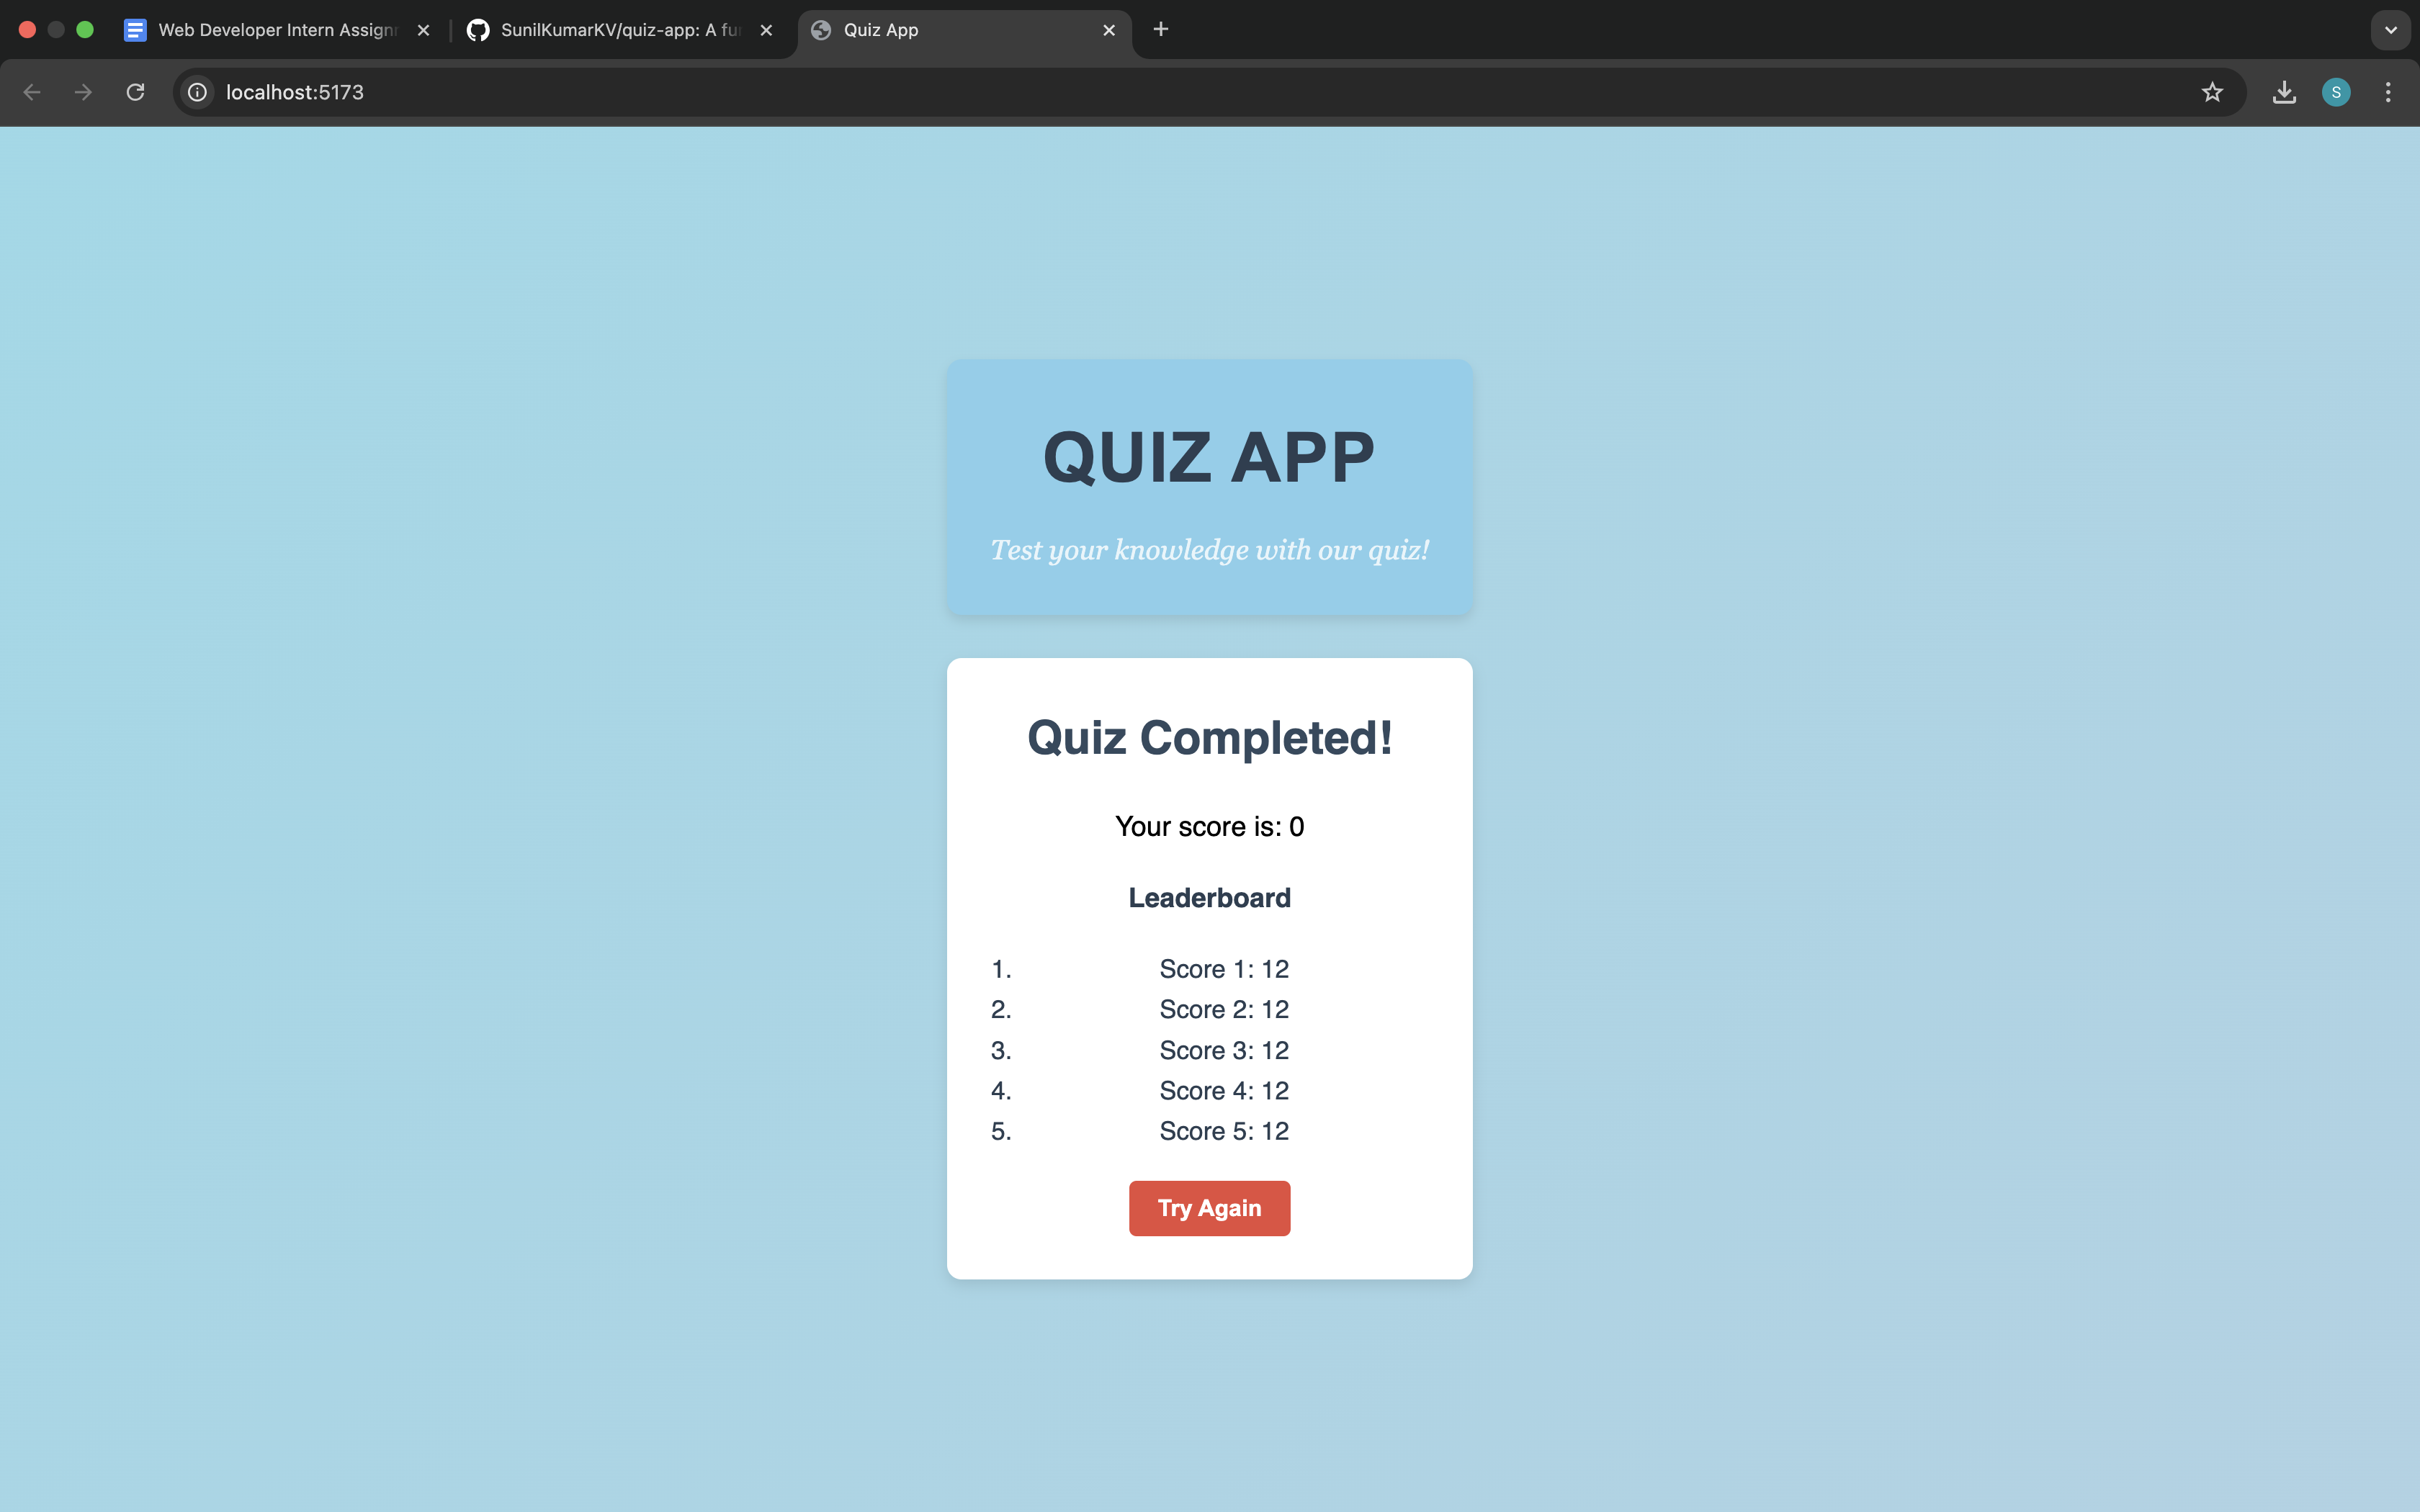 Web Developer Intern Assign
SunilKumarKV/quiz-app: A fu
Quiz App
localhost:5173
S
QUIZ APP
Test your knowledge with our quiz!
Quiz Completed!
Your score is: 0
Leaderboard
1. Score 1: 12
2. Score 2: 12
3. Score 3: 12
4. Score 4: 12
5. Score 5: 12
Try Again